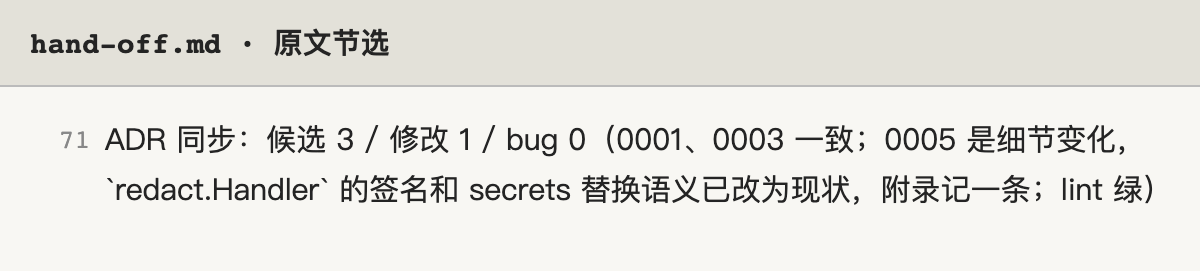 hand-off.md · 原文节选
71 ADR 同步：候选 3 / 修改 1 / bug 0（0001、0003 一致；0005 是细节变化，
`redact.Handler` 的签名和 secrets 替换语义已改为现状，附录记一条；lint 绿）